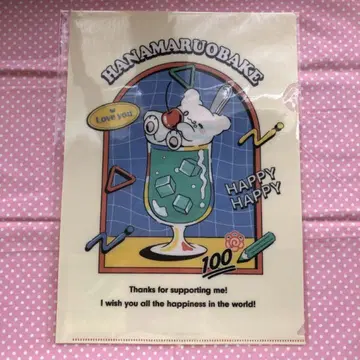 HANAMARUOBAKE
Love you
HAPPY
HAPPY
100
Thanks for supporting me!
I wish you all the happiness in the world!